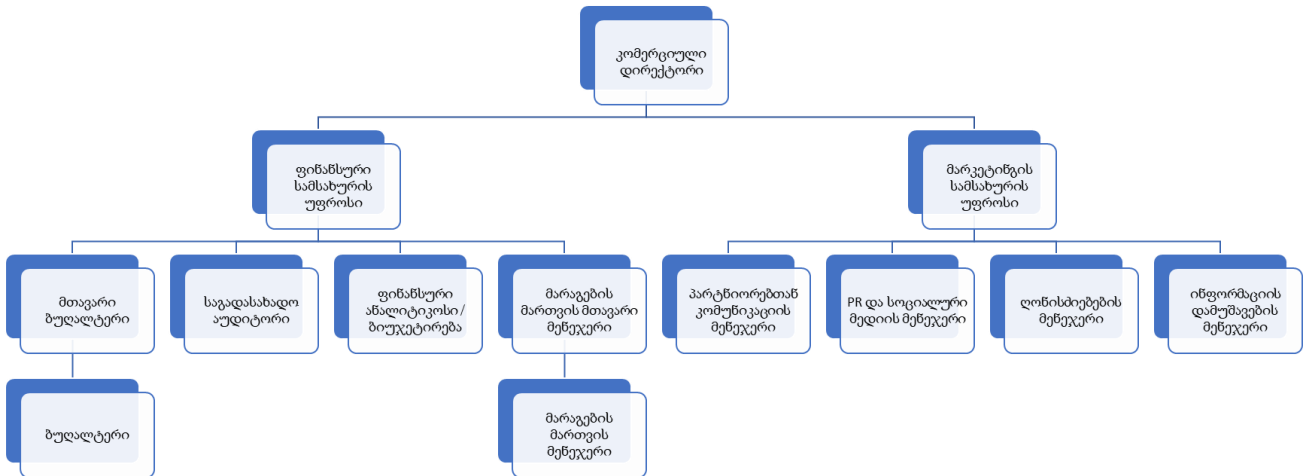 კომერციული
დირექტორი
ფინანსური
სამსახურის
უფროსი
მარკეტინგის
სამსახურის
უფროსი
მთავარი
ბუღალტერი
საგადასახადო
აუდიტორი
ფინანსური
ანალიტიკოსი /
ბიუჯეტირება
მარაგების
მართვის მთავარი
მენეჯერი
პარტნიორებთან
კომუნიკაციის
მენეჯერი
PR და სოციალური
მედიის მენეჯერი
ღონისძიებების
მენეჯერი
ინფორმაციის
დამუშავების
მენეჯერი
ბუღალტერი
მარაგების
მართვის
მენეჯერი